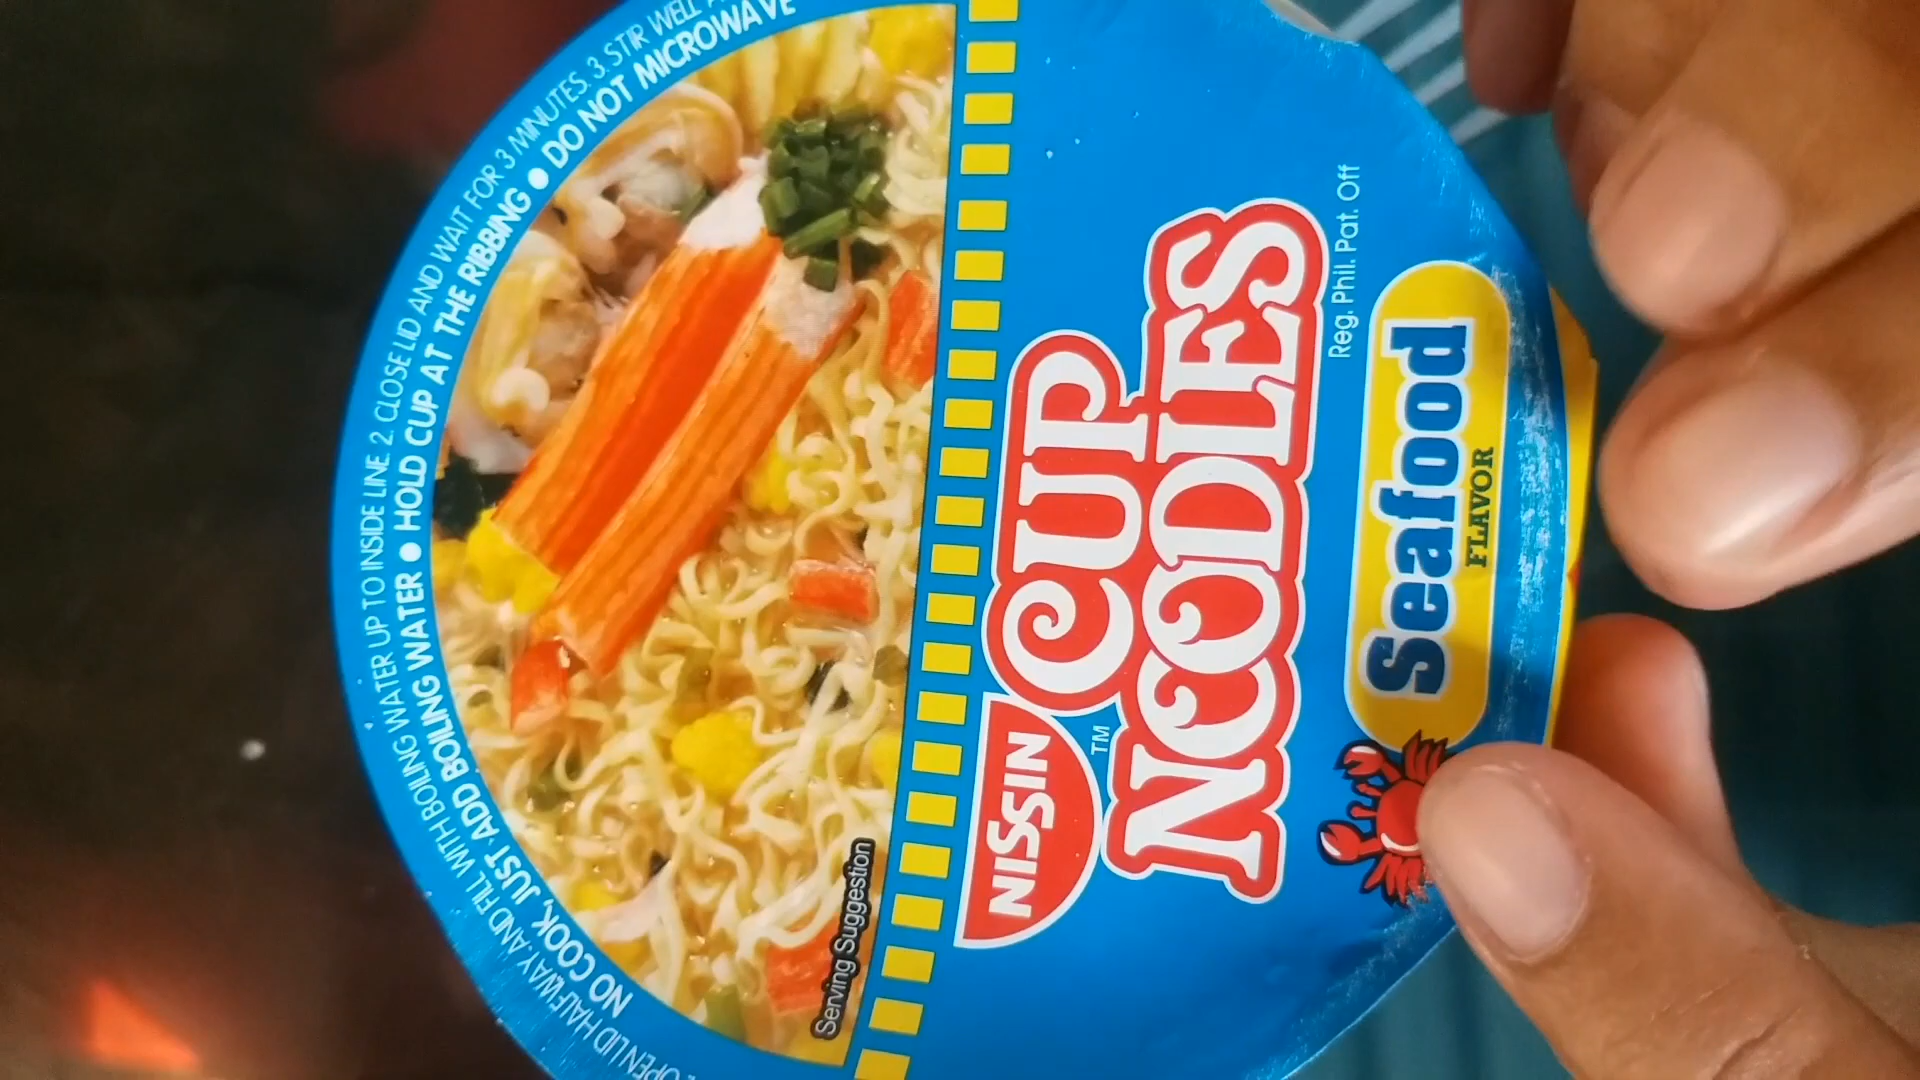 OPEN LID HALFWAY AND FILL WITH BOILING WATER UP TO INSIDE LINE. 2. CLOSE LID AND WAIT FOR 3 MINUTES. 3. STIR WELL
NO COOK, JUST ADD BOILING WATER ● HOLD CUP AT THE RIBBING ● DO NOT MICROWAVE
Serving Suggestion
NISSIN
TM
CUP
NOODLES
Reg. Phil. Pat. Off
Seafood
FLAVOR